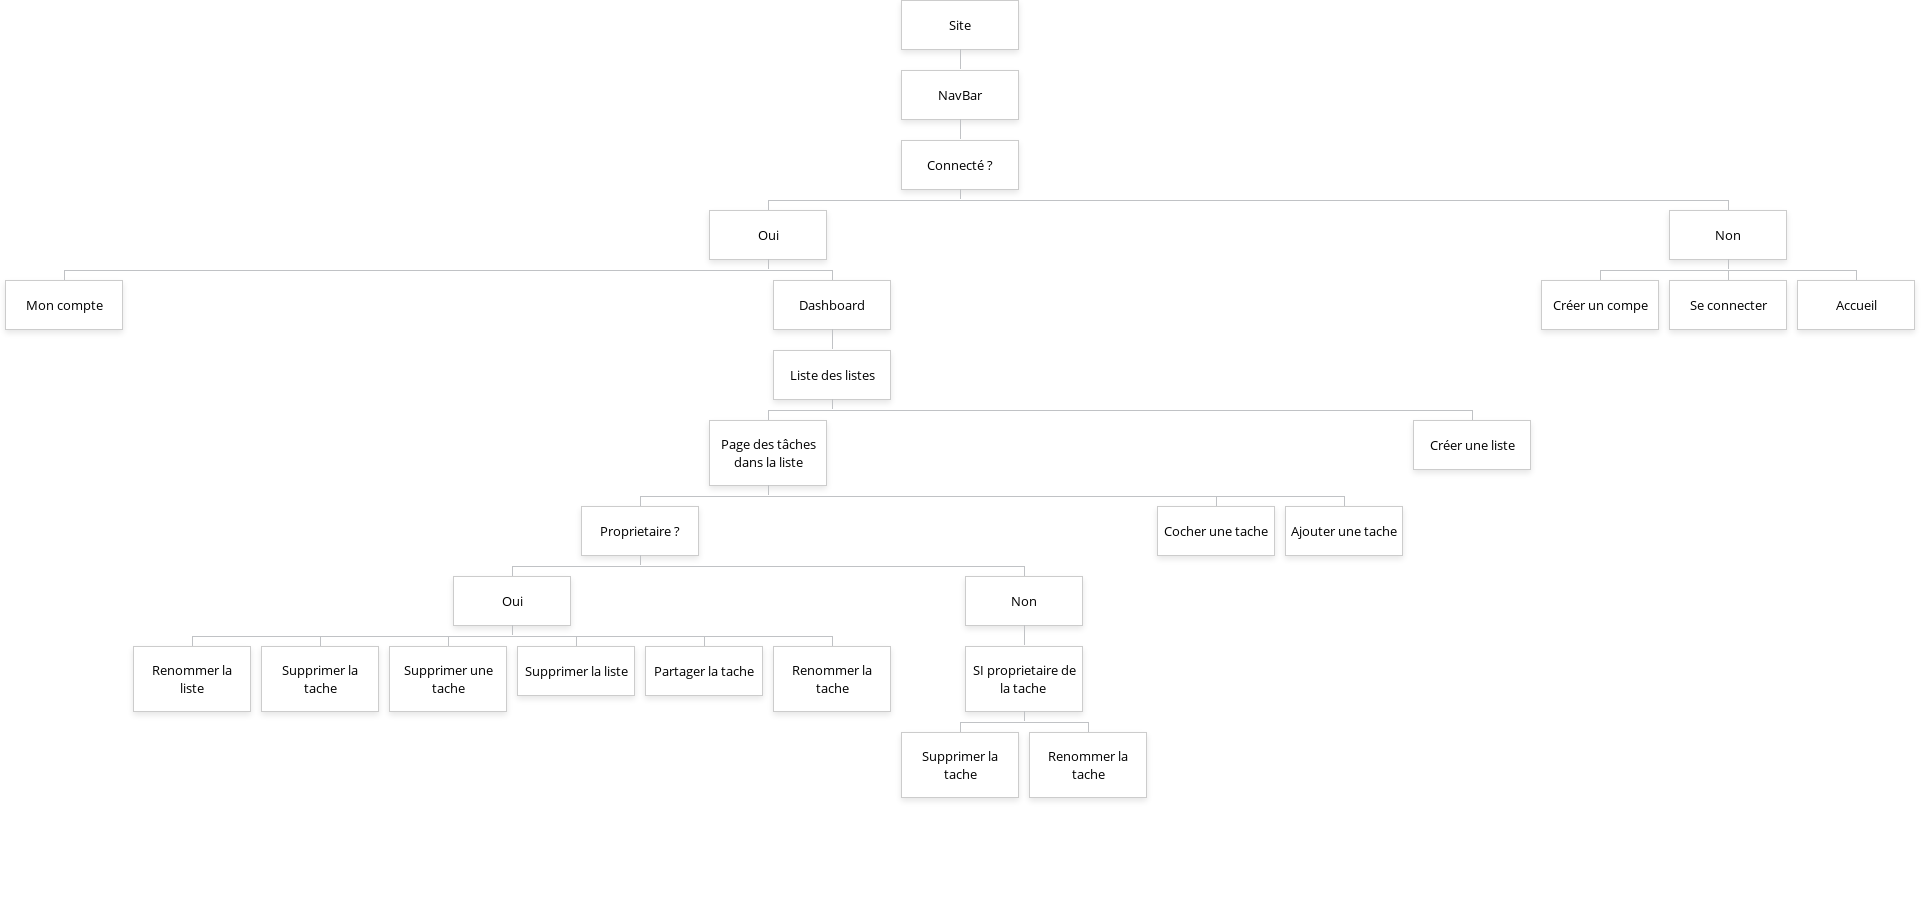 Site
NavBar
Connecté ?
Oui
Non
Mon compte
Dashboard
Créer un compe
Se connecter
Accueil
Liste des listes
Page des tâches
dans la liste
Créer une liste
Proprietaire ?
Cocher une tache
Ajouter une tache
Oui
Non
Renommer la
liste
Supprimer la
tache
Supprimer une
tache
Supprimer la liste
Partager la tache
Renommer la
tache
SI proprietaire de
la tache
Supprimer la
tache
Renommer la
tache